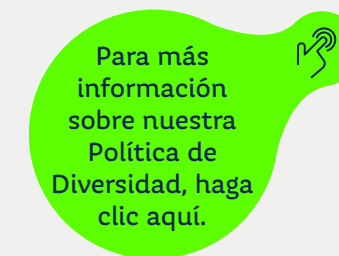 Para más
información
sobre nuestra
Política de
Diversidad, haga
clic aquí.